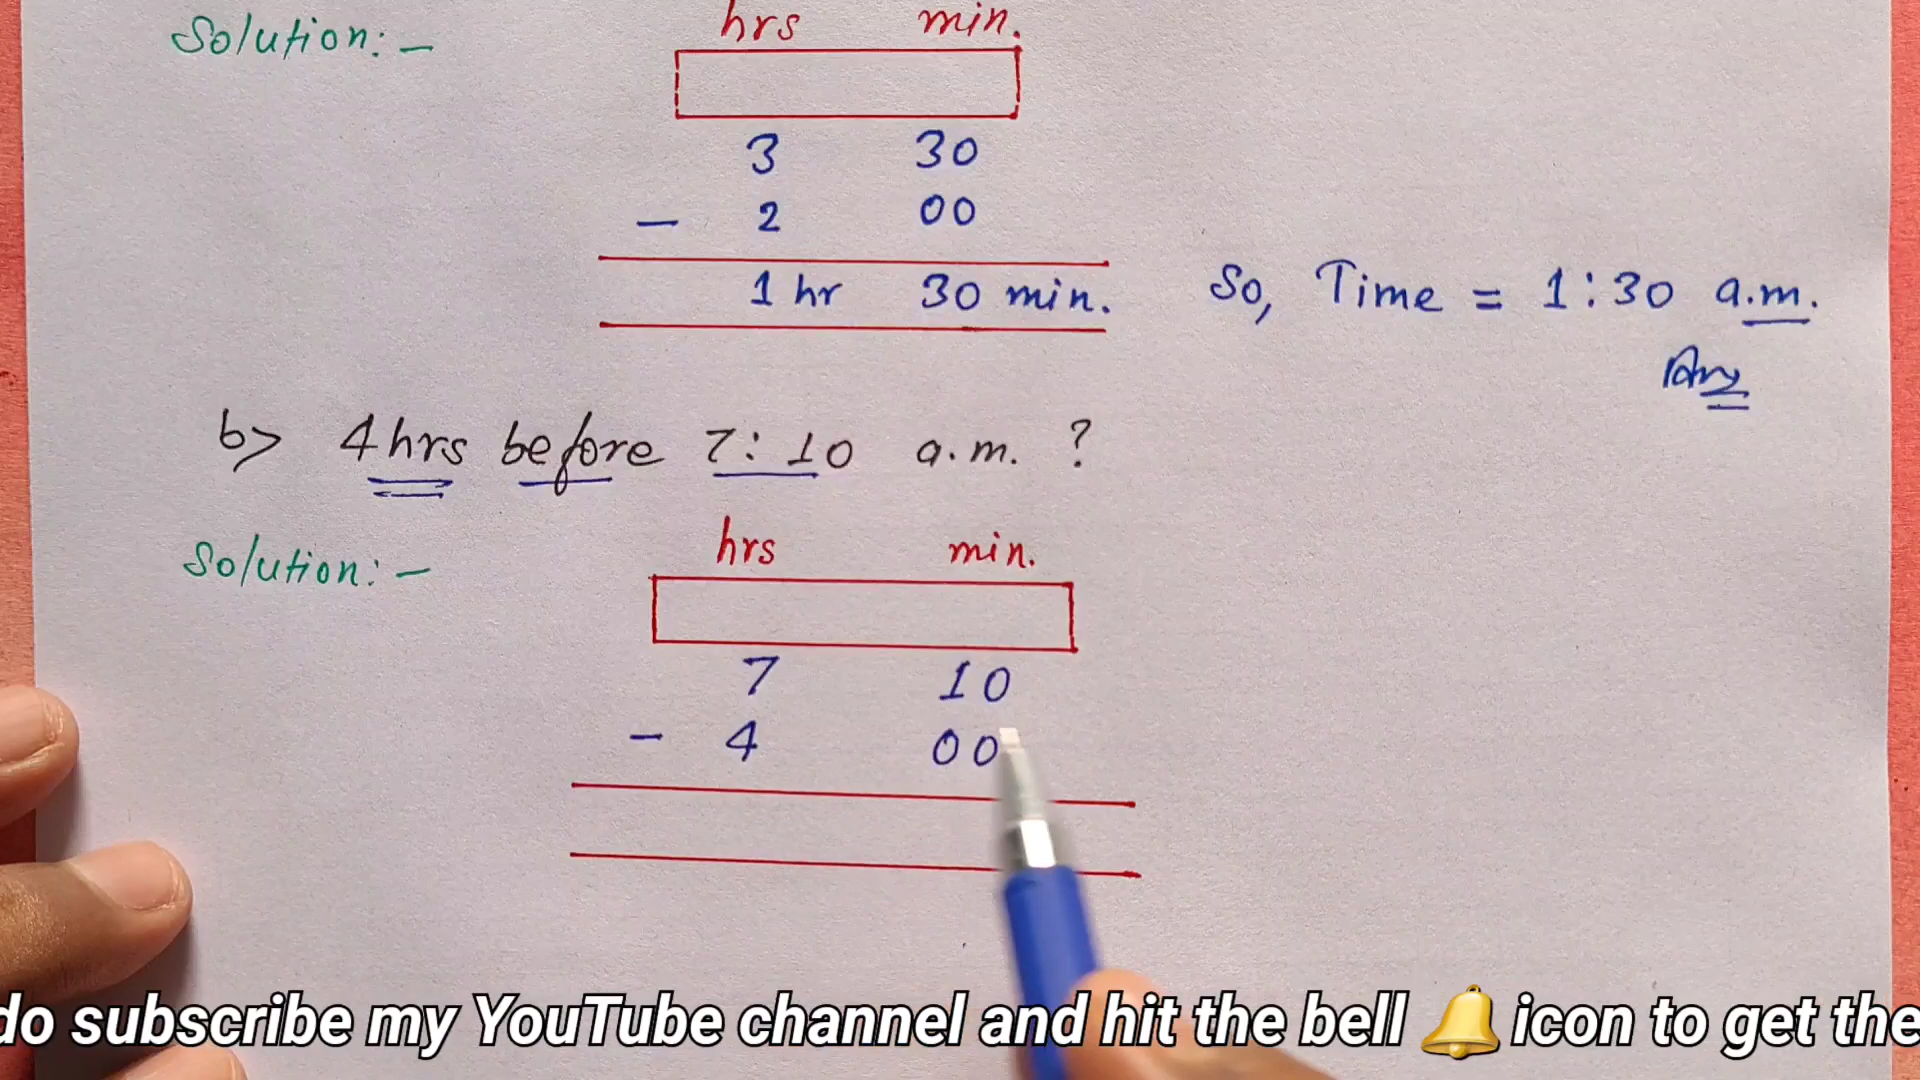 Solution:-
hrs min.
3 30
- 2 00
1 hr 30 min.
So, Time = 1:30 a.m.
Ans
b> 4hrs before 7:10 a.m. ?
Solution:-
hrs min.
7 10
- 4 00
do subscribe my YouTube channel and hit the bell 🔔 icon to get the